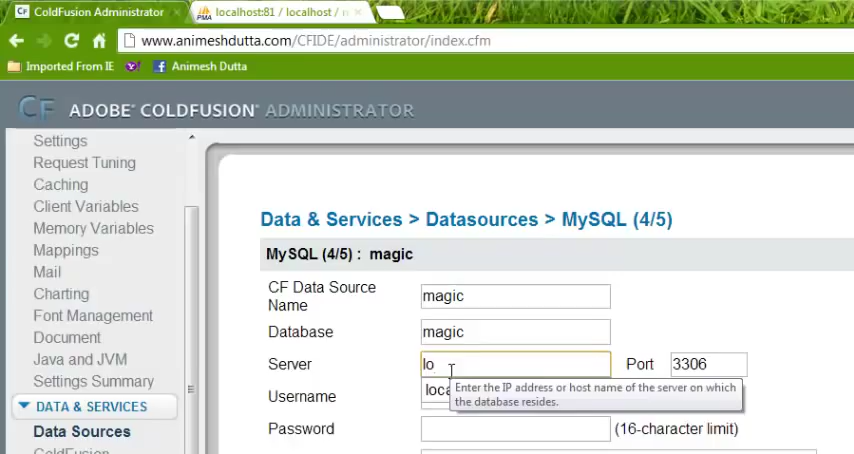 ColdFusion Administrator
localhost:81 / localhost /
www.animeshdutta.com/CFIDE/administrator/index.cfm
Imported From IE
Animesh Dutta
CF ADOBE® COLDFUSION® ADMINISTRATOR
Settings
Request Tuning
Caching
Client Variables
Memory Variables
Mappings
Mail
Charting
Font Management
Document
Java and JVM
Settings Summary
DATA & SERVICES
Data Sources
ColdFusion
Data & Services > Datasources > MySQL (4/5)
MySQL (4/5) : magic
CF Data Source Name magic
Database magic
Server lo Port 3306
Enter the IP address or host name of the server on which
the database resides.
Username
Password (16-character limit)